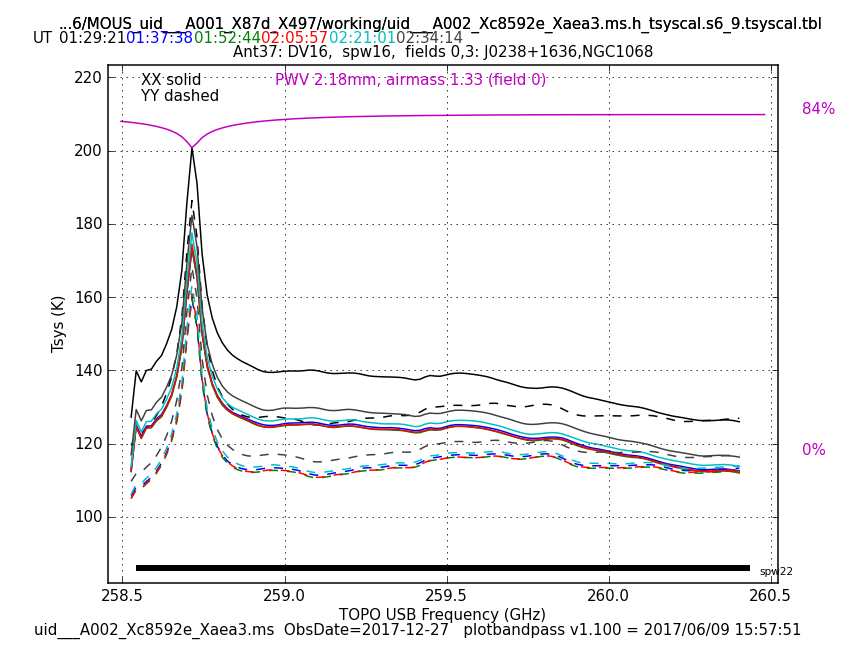 ...6/MOUS_uid___A001_X87d_X497/working/uid___A002_Xc8592e_Xaea3.ms.h_tsyscal.s6_9.tsyscal.tbl
UT 01:29:21 01:37:38 01:52:44 02:05:57 02:21:01 02:34:14
Ant37: DV16,  spw16,  fields 0,3: J0238+1636,NGC1068
XX solid
YY dashed
PWV 2.18mm, airmass 1.33 (field 0)
84%
0%
220
200
180
160
140
120
100
Tsys (K)
spw22
258.5 259.0 259.5 260.0 260.5
TOPO USB Frequency (GHz)
uid___A002_Xc8592e_Xaea3.ms  ObsDate=2017-12-27   plotbandpass v1.100 = 2017/06/09 15:57:51